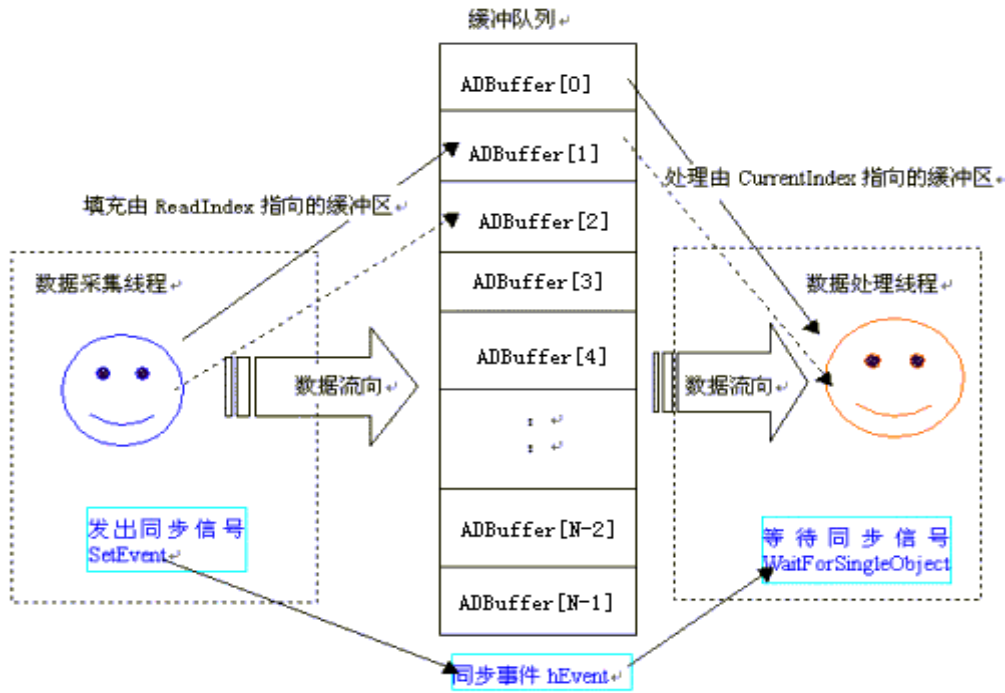 缓冲队列
ADBuffer[0]
ADBuffer[1]
处理由 CurrentIndex 指向的缓冲区
填充由 ReadIndex 指向的缓冲区
ADBuffer[2]
数据采集线程
ADBuffer[3]
数据处理线程
ADBuffer[4]
数据流向
数据流向
:
:
发出同步信号
SetEvent
ADBuffer[N-2]
等待同步信号
WaitForSingleObject
ADBuffer[N-1]
同步事件 hEvent